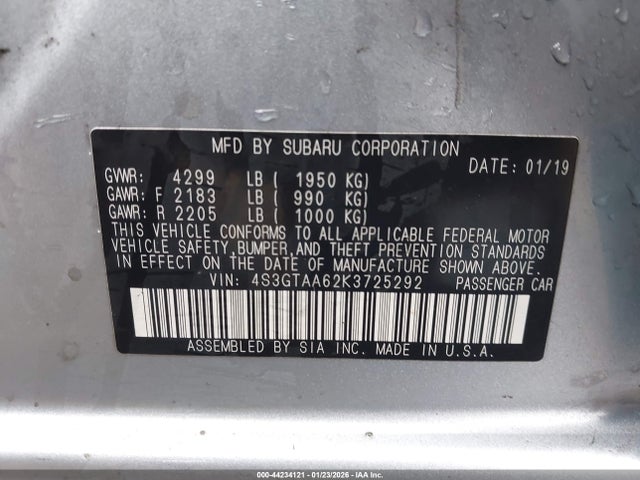 MFD BY SUBARU CORPORATION
DATE: 01/19
GVWR: 4299 LB ( 1950 KG)
GAWR: F 2183 LB ( 990 KG)
GAWR: R 2205 LB ( 1000 KG)
THIS VEHICLE CONFORMS TO ALL APPLICABLE FEDERAL MOTOR
VEHICLE SAFETY,BUMPER,AND THEFT PREVENTION STANDARDS
IN EFFECT ON THE DATE OF MANUFACTURE SHOWN ABOVE.
VIN: 4S3GTAA62K3725292 PASSENGER CAR
ASSEMBLED BY SIA INC. MADE IN U.S.A.
000-44234121 - 01/23/2026 - IAA Inc.